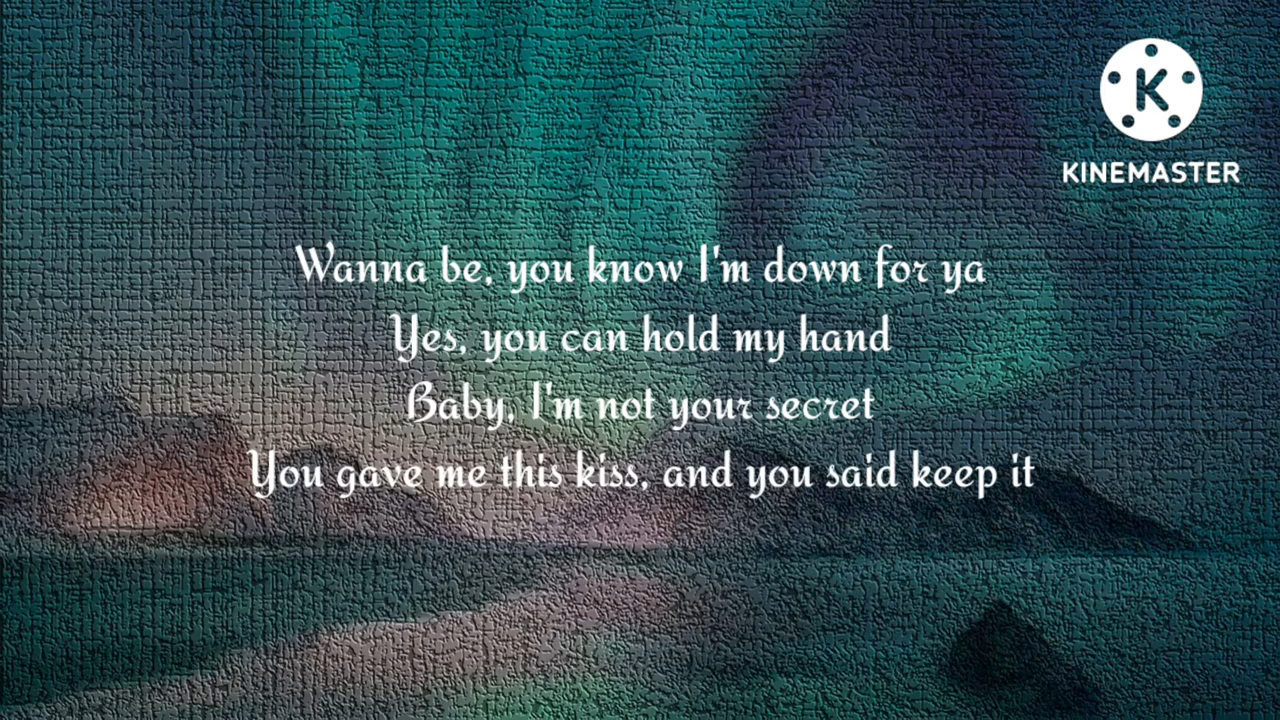 K
KINEMASTER
Wanna be, you know I'm down for ya
Yes, you can hold my hand
Baby, I'm not your secret
You gave me this kiss, and you said keep it